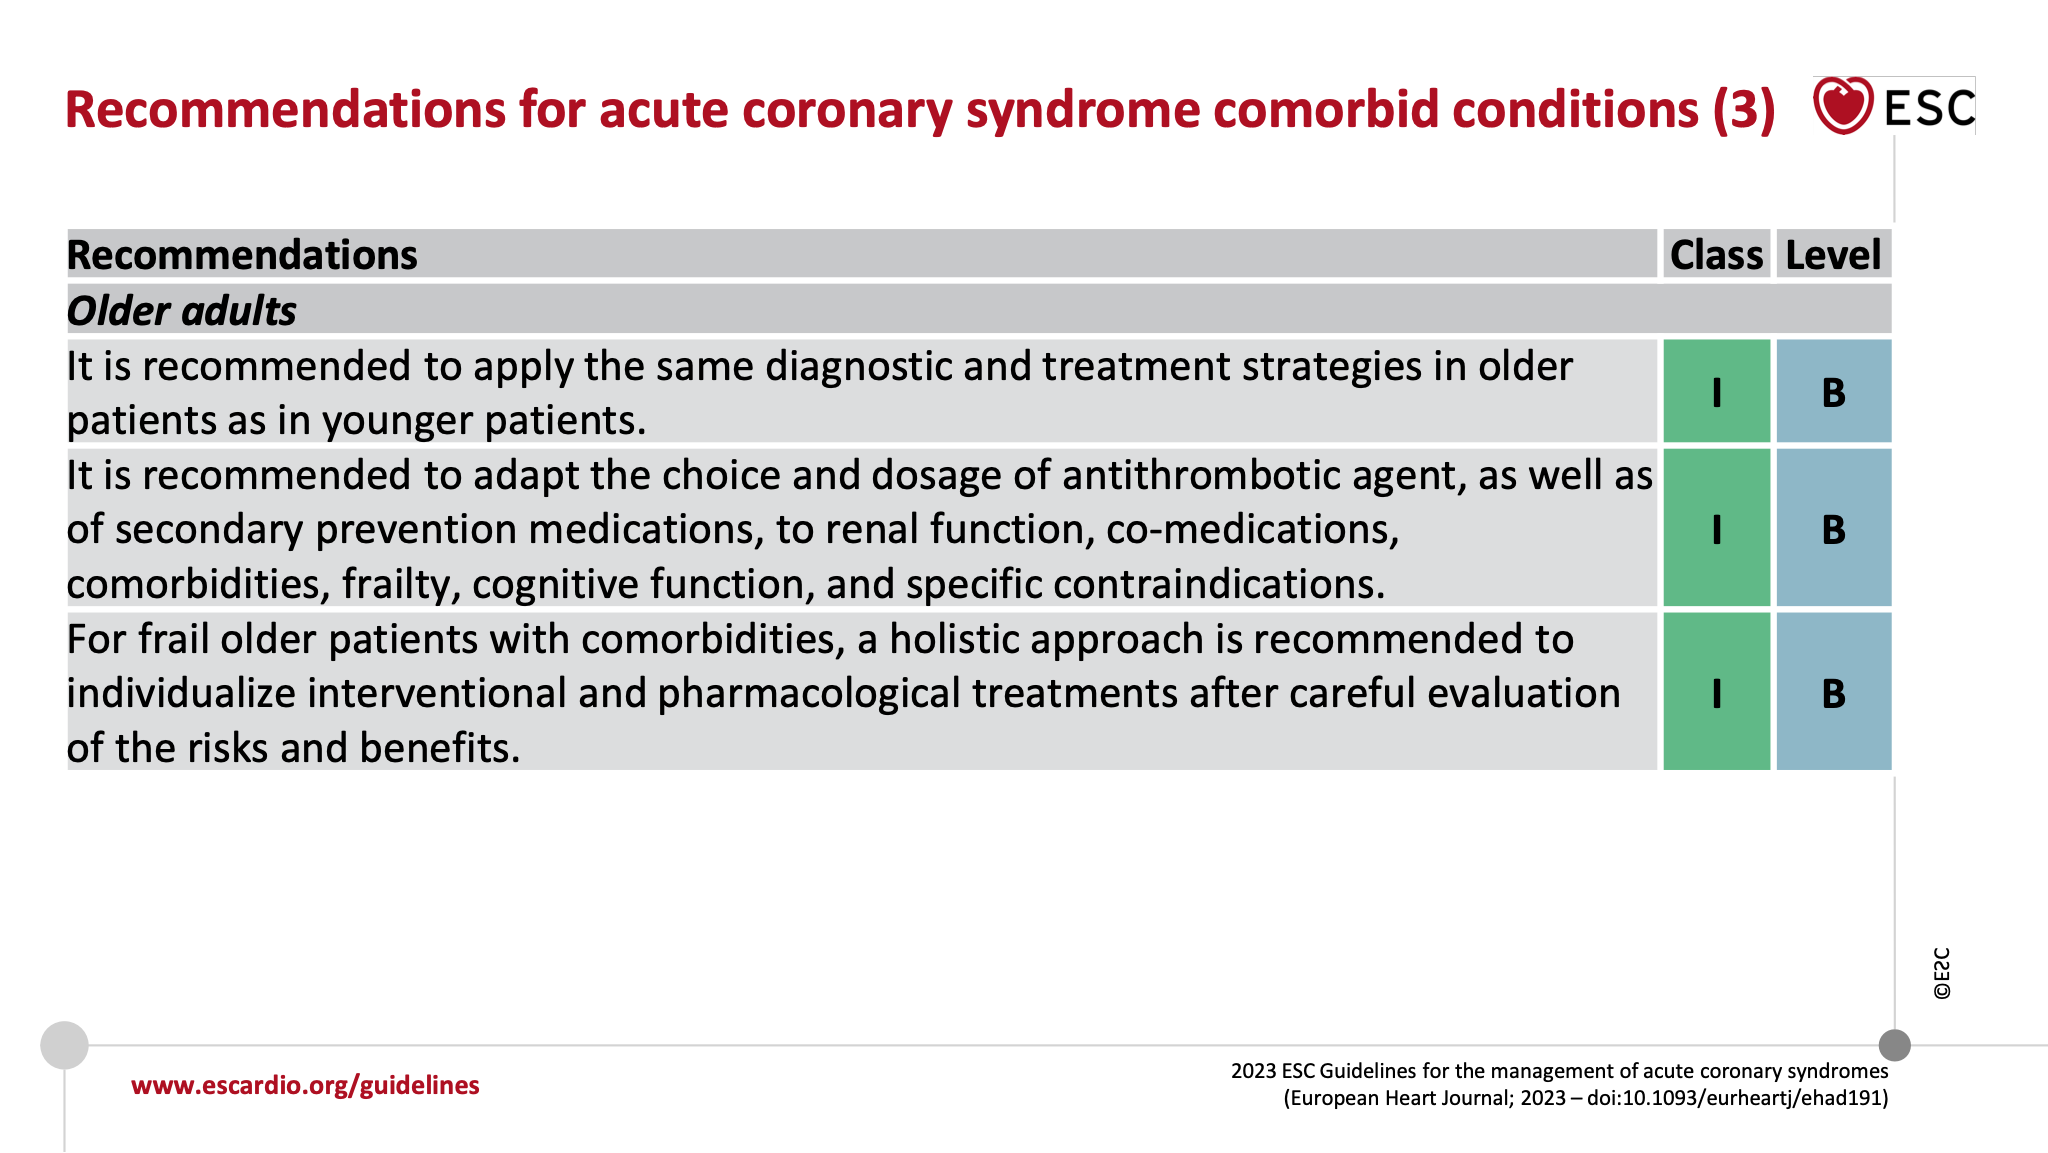 Recommendations for acute coronary syndrome comorbid conditions (3)
ESC
Recommendations Class Level
Older adults
It is recommended to apply the same diagnostic and treatment strategies in older
patients as in younger patients.
I B
It is recommended to adapt the choice and dosage of antithrombotic agent, as well as
of secondary prevention medications, to renal function, co-medications,
comorbidities, frailty, cognitive function, and specific contraindications.
I B
For frail older patients with comorbidities, a holistic approach is recommended to
individualize interventional and pharmacological treatments after careful evaluation
of the risks and benefits.
I B
©ESC
www.escardio.org/guidelines
2023 ESC Guidelines for the management of acute coronary syndromes
(European Heart Journal; 2023 – doi:10.1093/eurheartj/ehad191)